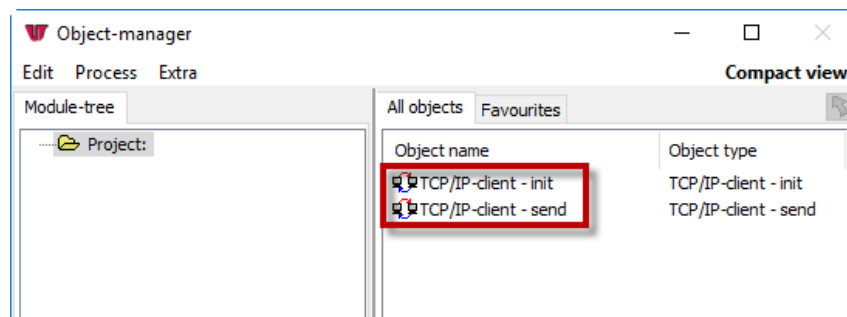 Object-manager
Edit Process Extra Compact view
Module-tree All objects Favourites
Project: Object name Object type
TCP/IP-client - init TCP/IP-client - init
TCP/IP-client - send TCP/IP-client - send